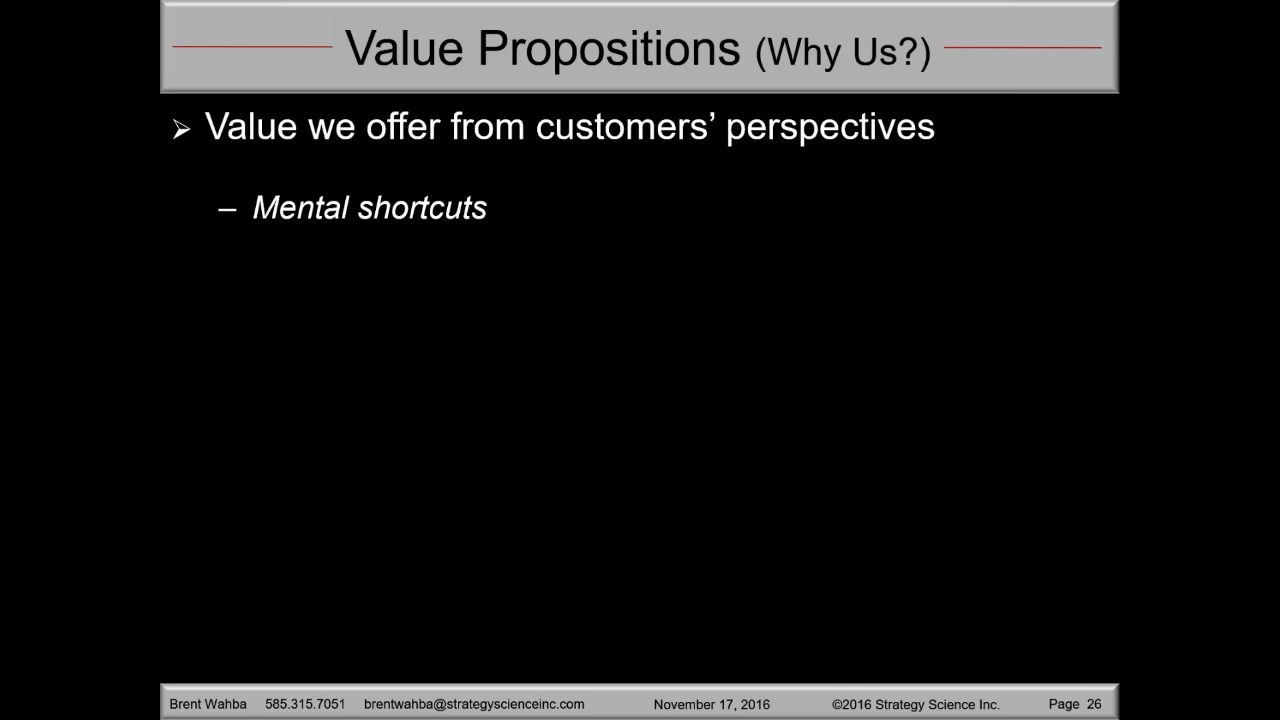 Value Propositions (Why Us?)
➢ Value we offer from customers’ perspectives
– Mental shortcuts
Brent Wahba 585.315.7051 brentwahba@strategyscienceinc.com November 17, 2016 ©2016 Strategy Science Inc. Page 26